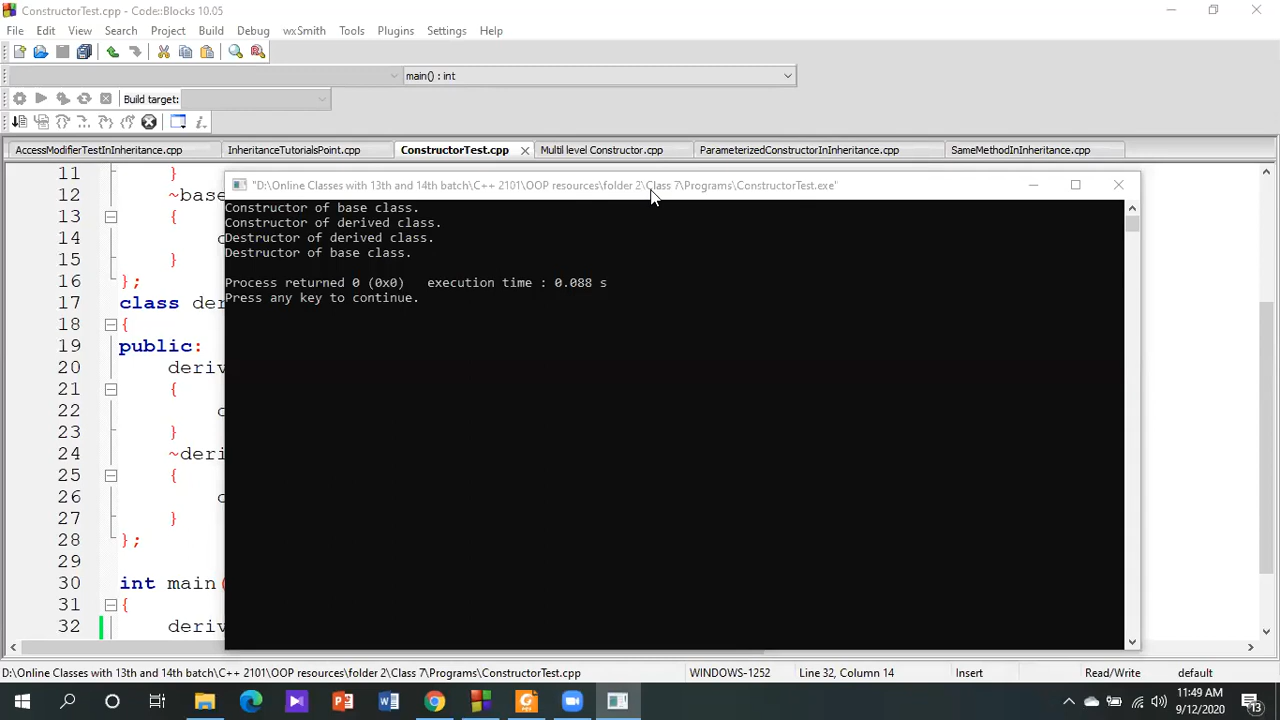 ConstructorTest.cpp - Code::Blocks 10.05
File Edit View Search Project Build Debug wxSmith Tools Plugins Settings Help
main() : int
Build target:
AccessModifierTestInInheritance.cpp InheritanceTutorialsPoint.cpp ConstructorTest.cpp Multi level Constructor.cpp ParameterizedConstructorInInheritance.cpp SameMethodInInheritance.cpp
11 }
12 ~base
13 {
14 c
15 }
16 };
17 class der
18 {
19 public:
20 deriv
21 {
22 c
23 }
24 ~deri
25 {
26 c
27 }
28 };
29
30 int main(
31 {
32 deriv
"D:\Online Classes with 13th and 14th batch\C++ 2101\OOP resources\folder 2\Class 7\Programs\ConstructorTest.exe"
Constructor of base class.
Constructor of derived class.
Destructor of derived class.
Destructor of base class.
Process returned 0 (0x0) execution time : 0.088 s
Press any key to continue.
D:\Online Classes with 13th and 14th batch\C++ 2101\OOP resources\folder 2\Class 7\Programs\ConstructorTest.cpp WINDOWS-1252 Line 32, Column 14 Insert Read/Write default
11:49 AM
9/12/2020
13